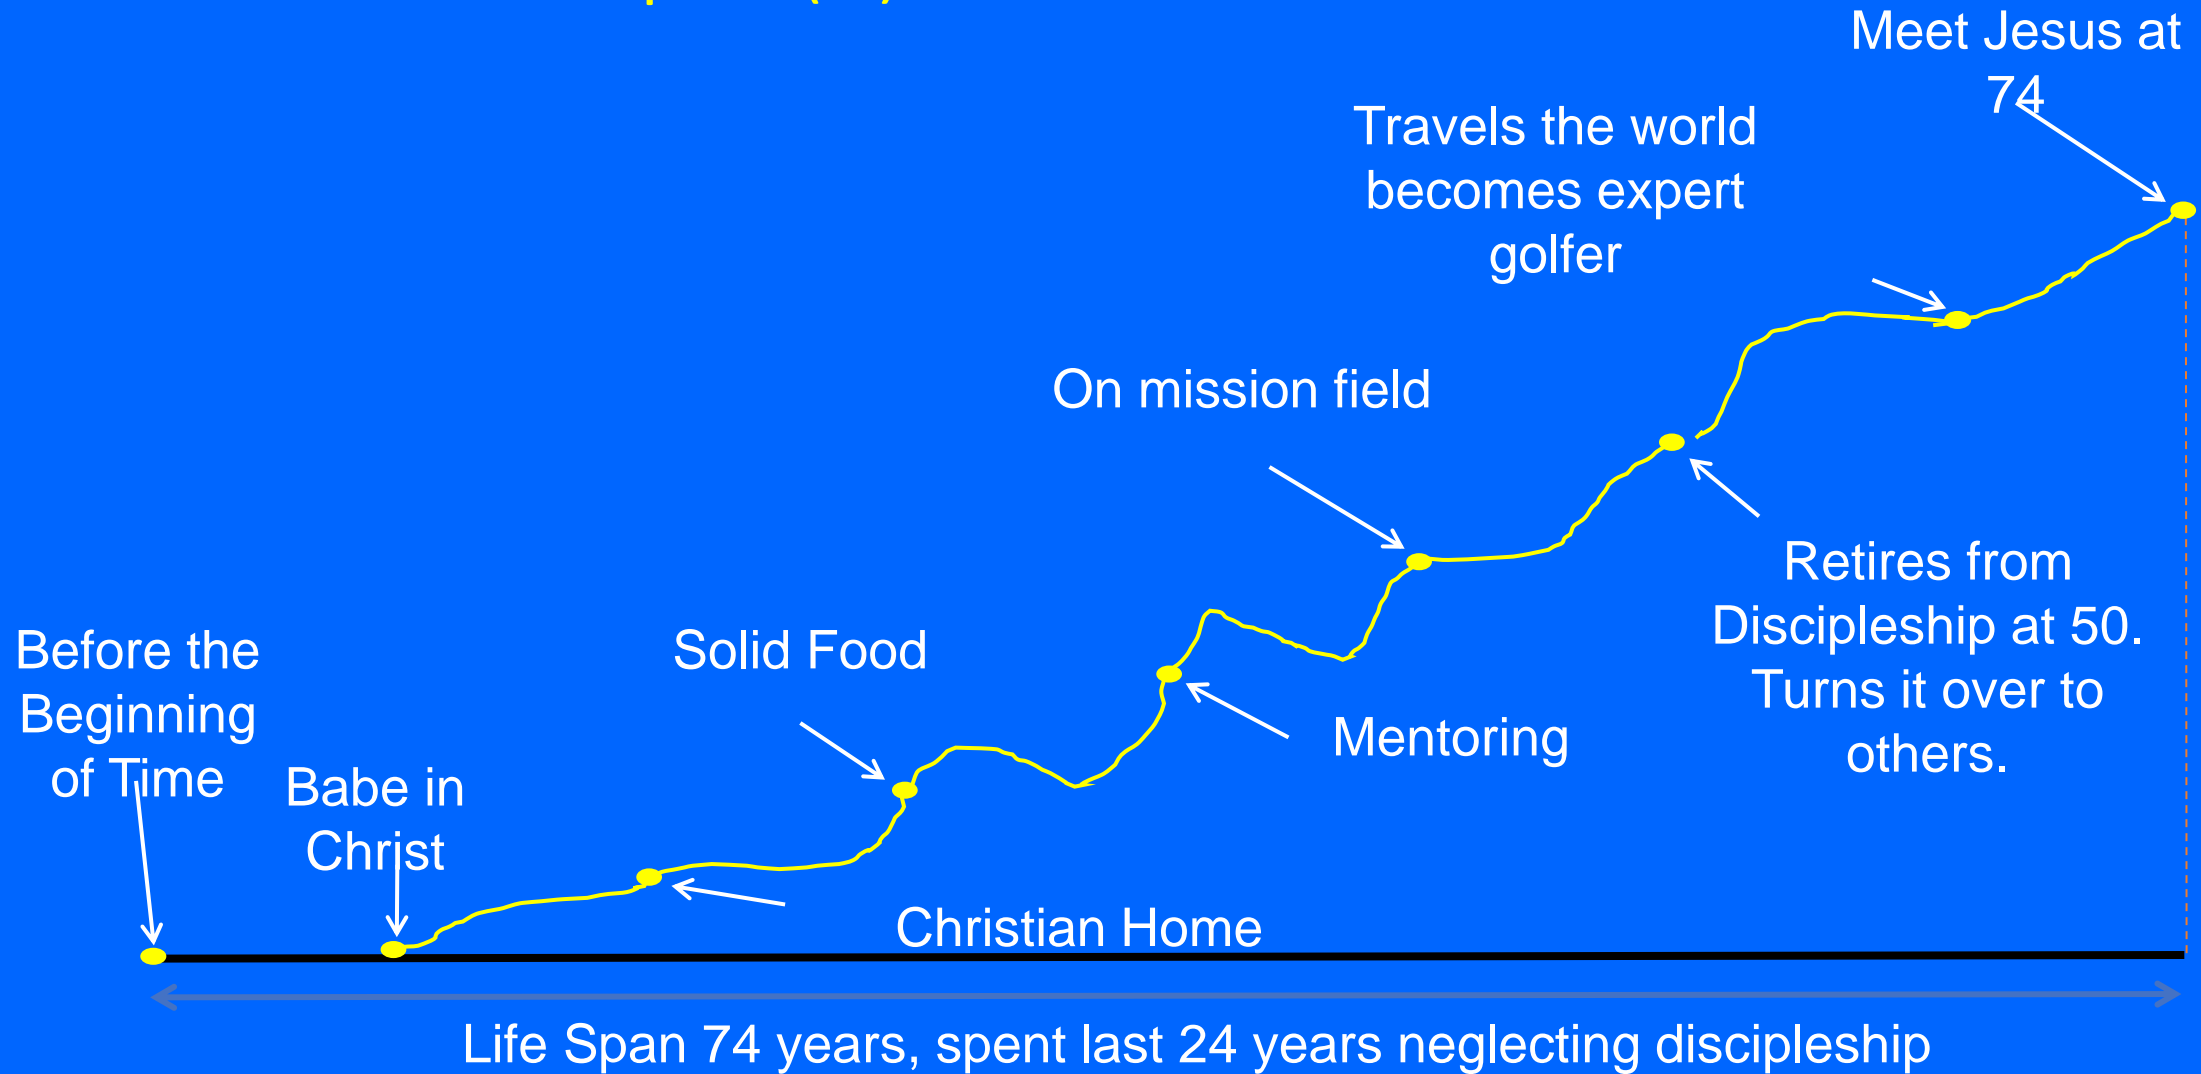 Meet Jesus at
74
Travels the world
becomes expert
golfer
On mission field
Retires from
Discipleship at 50.
Turns it over to
others.
Solid Food
Mentoring
Before the
Beginning
of Time
Babe in
Christ
Christian Home
Life Span 74 years, spent last 24 years neglecting discipleship